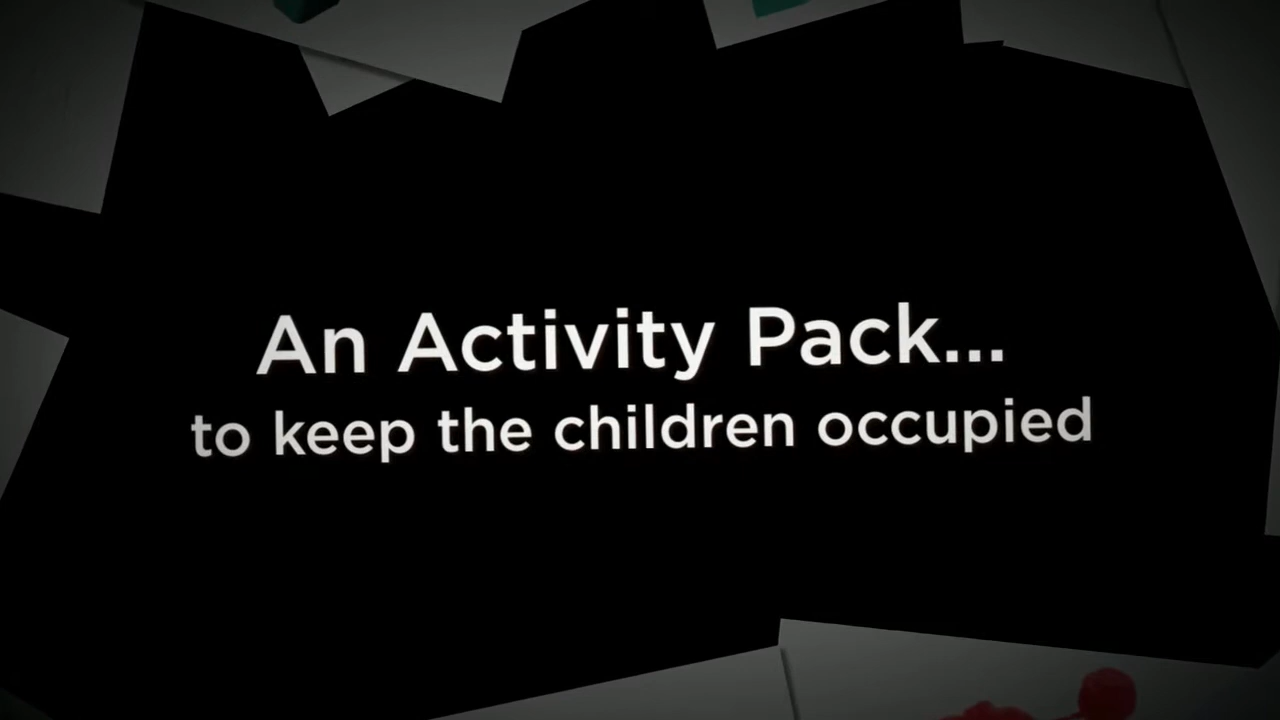 An Activity Pack...
to keep the children occupied